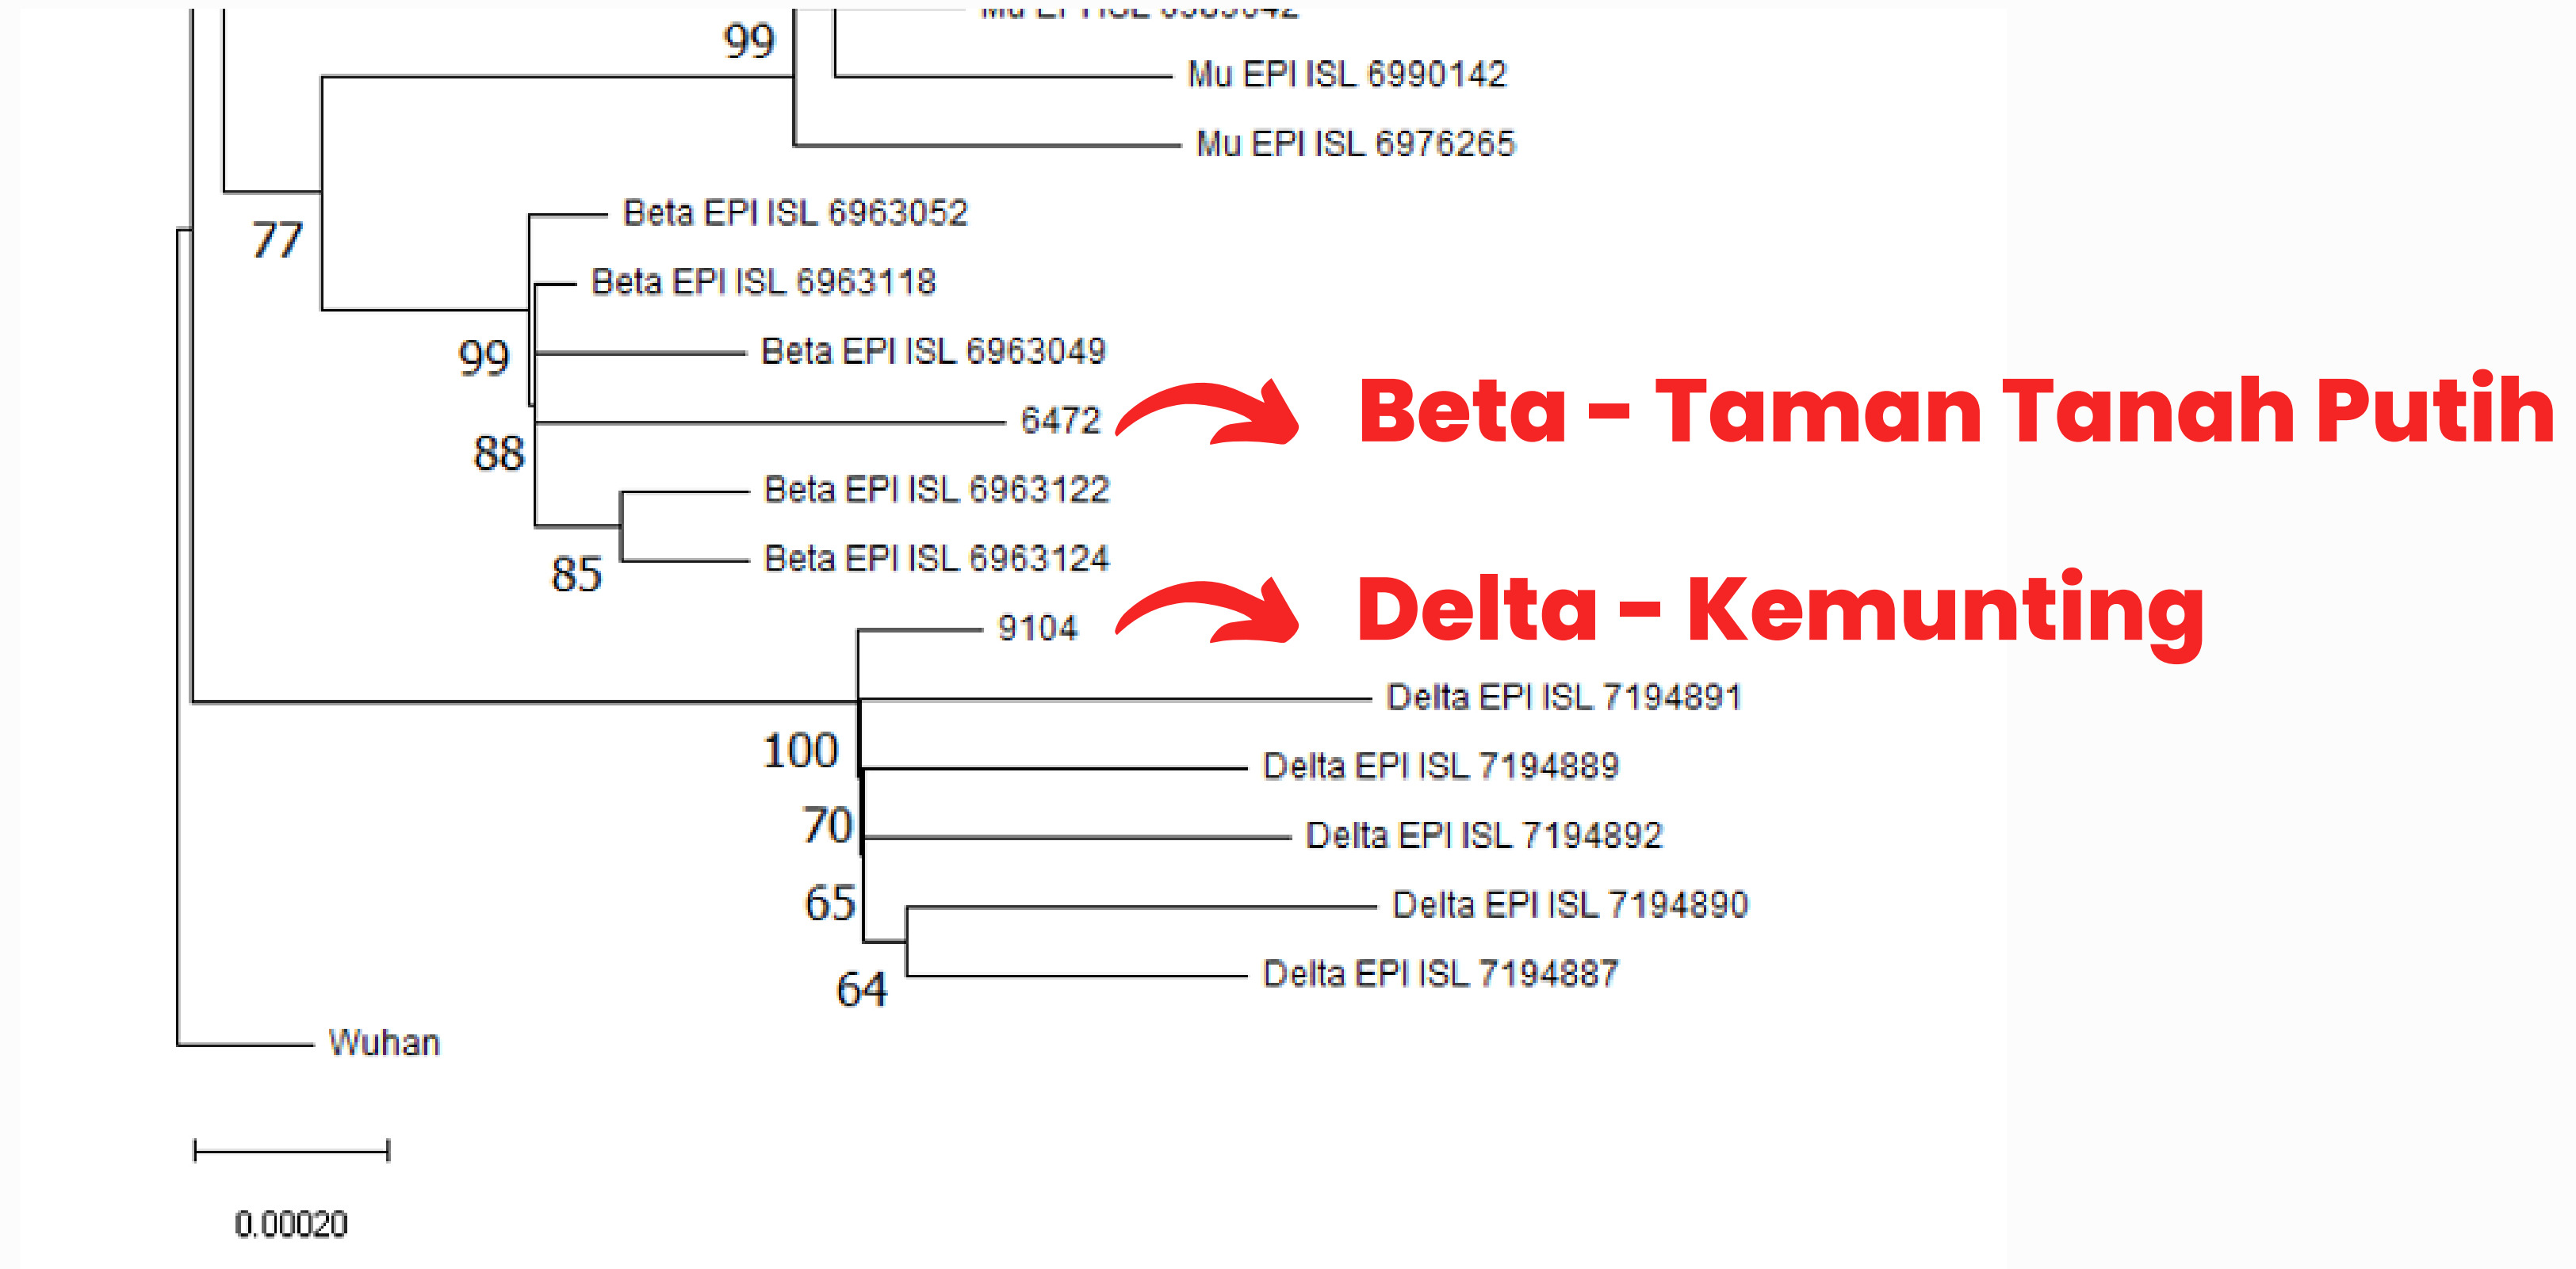 99
Mu EPI ISL 6990142
Mu EPI ISL 6976265
77
Beta EPI ISL 6963052
Beta EPI ISL 6963118
99
Beta EPI ISL 6963049
6472
Beta - Taman Tanah Putih
88
Beta EPI ISL 6963122
Beta EPI ISL 6963124
85
9104
Delta - Kemunting
Delta EPI ISL 7194891
100
Delta EPI ISL 7194889
70
Delta EPI ISL 7194892
65
Delta EPI ISL 7194890
Delta EPI ISL 7194887
64
Wuhan
0.00020